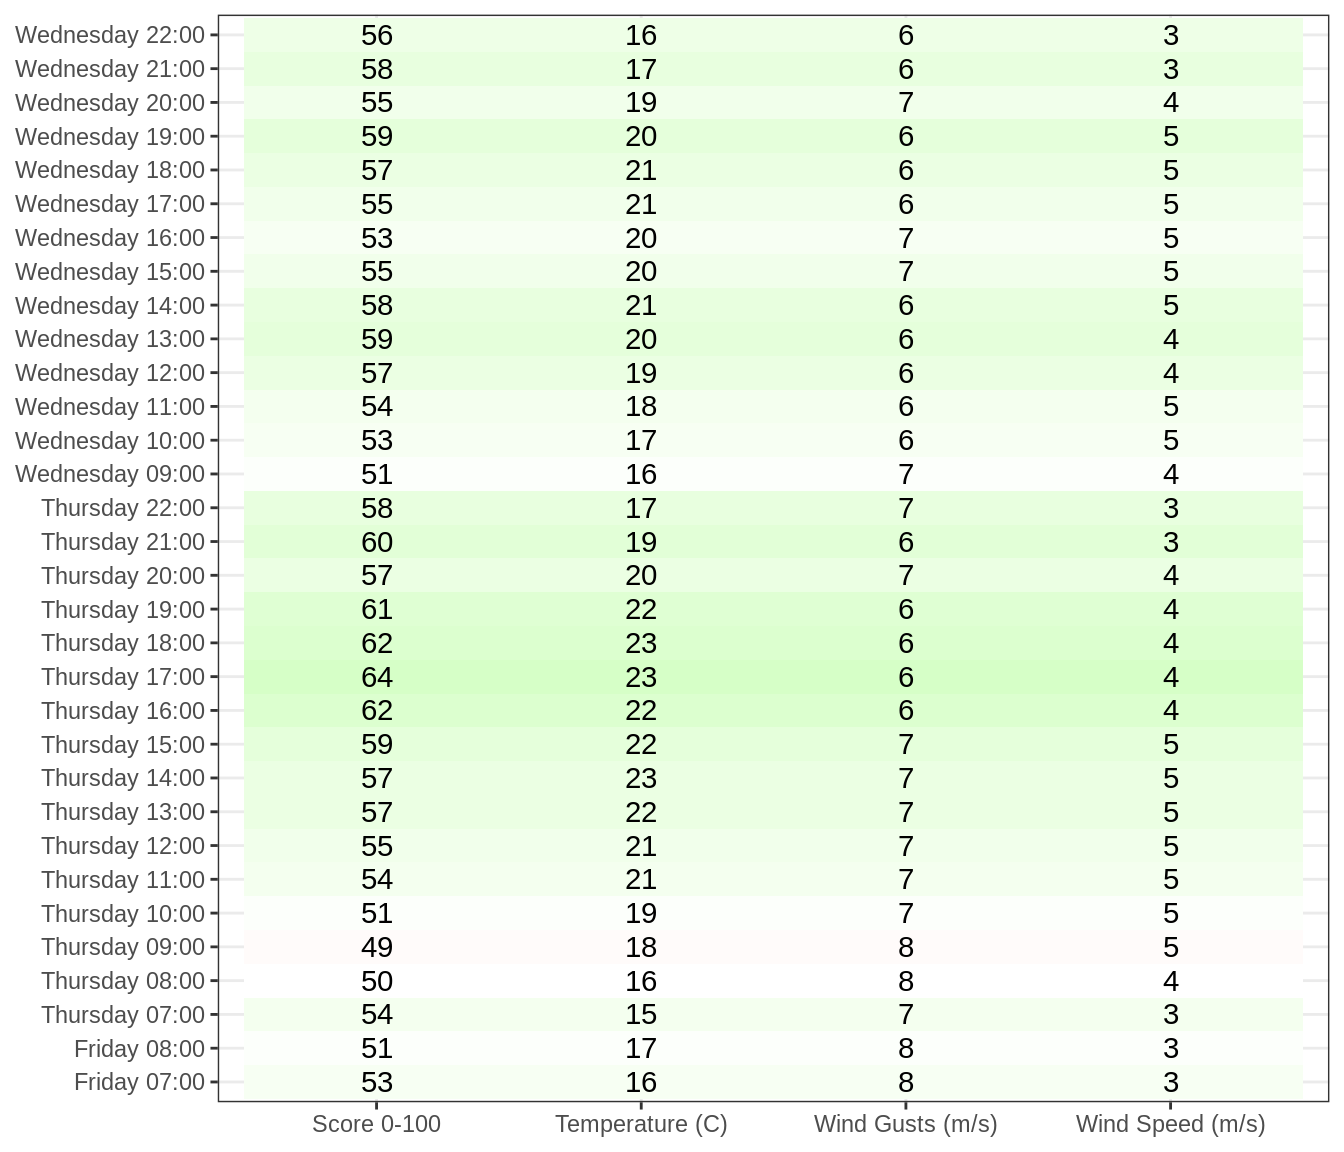 Wednesday 22:00 56 16 6 3
Wednesday 21:00 58 17 6 3
Wednesday 20:00 55 19 7 4
Wednesday 19:00 59 20 6 5
Wednesday 18:00 57 21 6 5
Wednesday 17:00 55 21 6 5
Wednesday 16:00 53 20 7 5
Wednesday 15:00 55 20 7 5
Wednesday 14:00 58 21 6 5
Wednesday 13:00 59 20 6 4
Wednesday 12:00 57 19 6 4
Wednesday 11:00 54 18 6 5
Wednesday 10:00 53 17 6 5
Wednesday 09:00 51 16 7 4
Thursday 22:00 58 17 7 3
Thursday 21:00 60 19 6 3
Thursday 20:00 57 20 7 4
Thursday 19:00 61 22 6 4
Thursday 18:00 62 23 6 4
Thursday 17:00 64 23 6 4
Thursday 16:00 62 22 6 4
Thursday 15:00 59 22 7 5
Thursday 14:00 57 23 7 5
Thursday 13:00 57 22 7 5
Thursday 12:00 55 21 7 5
Thursday 11:00 54 21 7 5
Thursday 10:00 51 19 7 5
Thursday 09:00 49 18 8 5
Thursday 08:00 50 16 8 4
Thursday 07:00 54 15 7 3
Friday 08:00 51 17 8 3
Friday 07:00 53 16 8 3
Score 0-100 Temperature (C) Wind Gusts (m/s) Wind Speed (m/s)